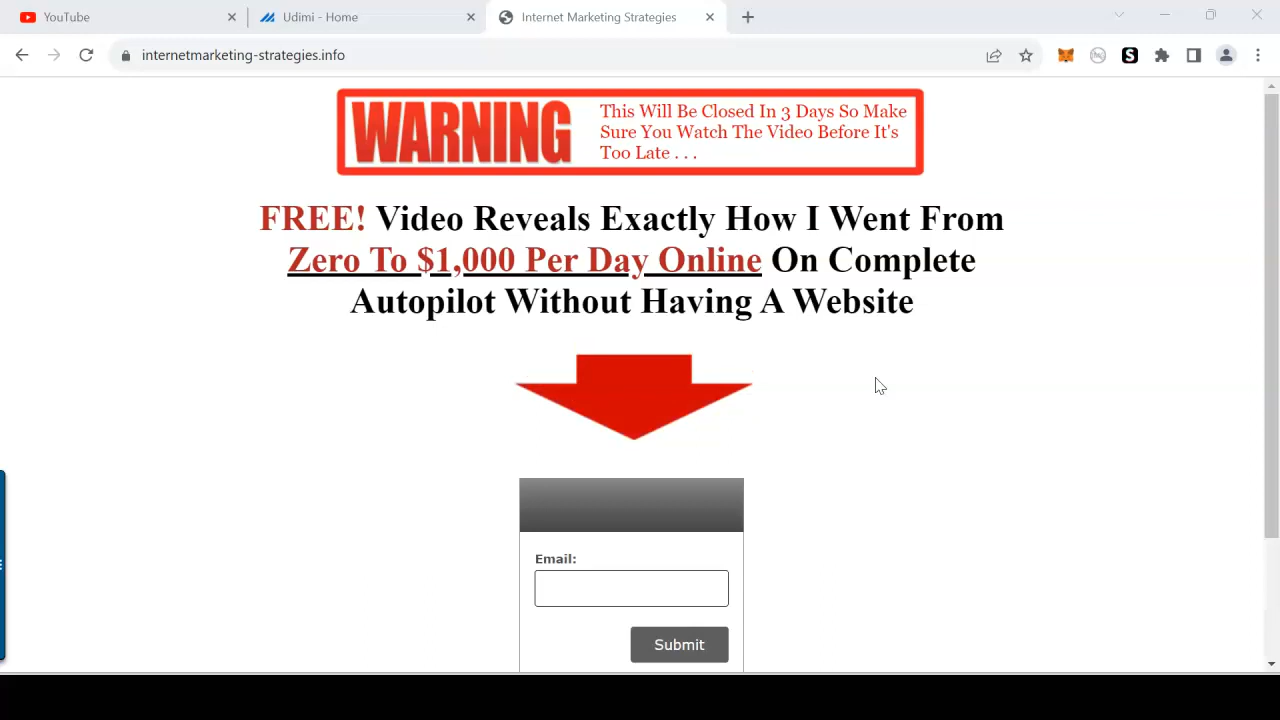 YouTube
Udimi - Home
Internet Marketing Strategies
internetmarketing-strategies.info
WARNING
This Will Be Closed In 3 Days So Make
Sure You Watch The Video Before It's
Too Late . . .
FREE! Video Reveals Exactly How I Went From
Zero To $1,000 Per Day Online On Complete
Autopilot Without Having A Website
Email:
Submit